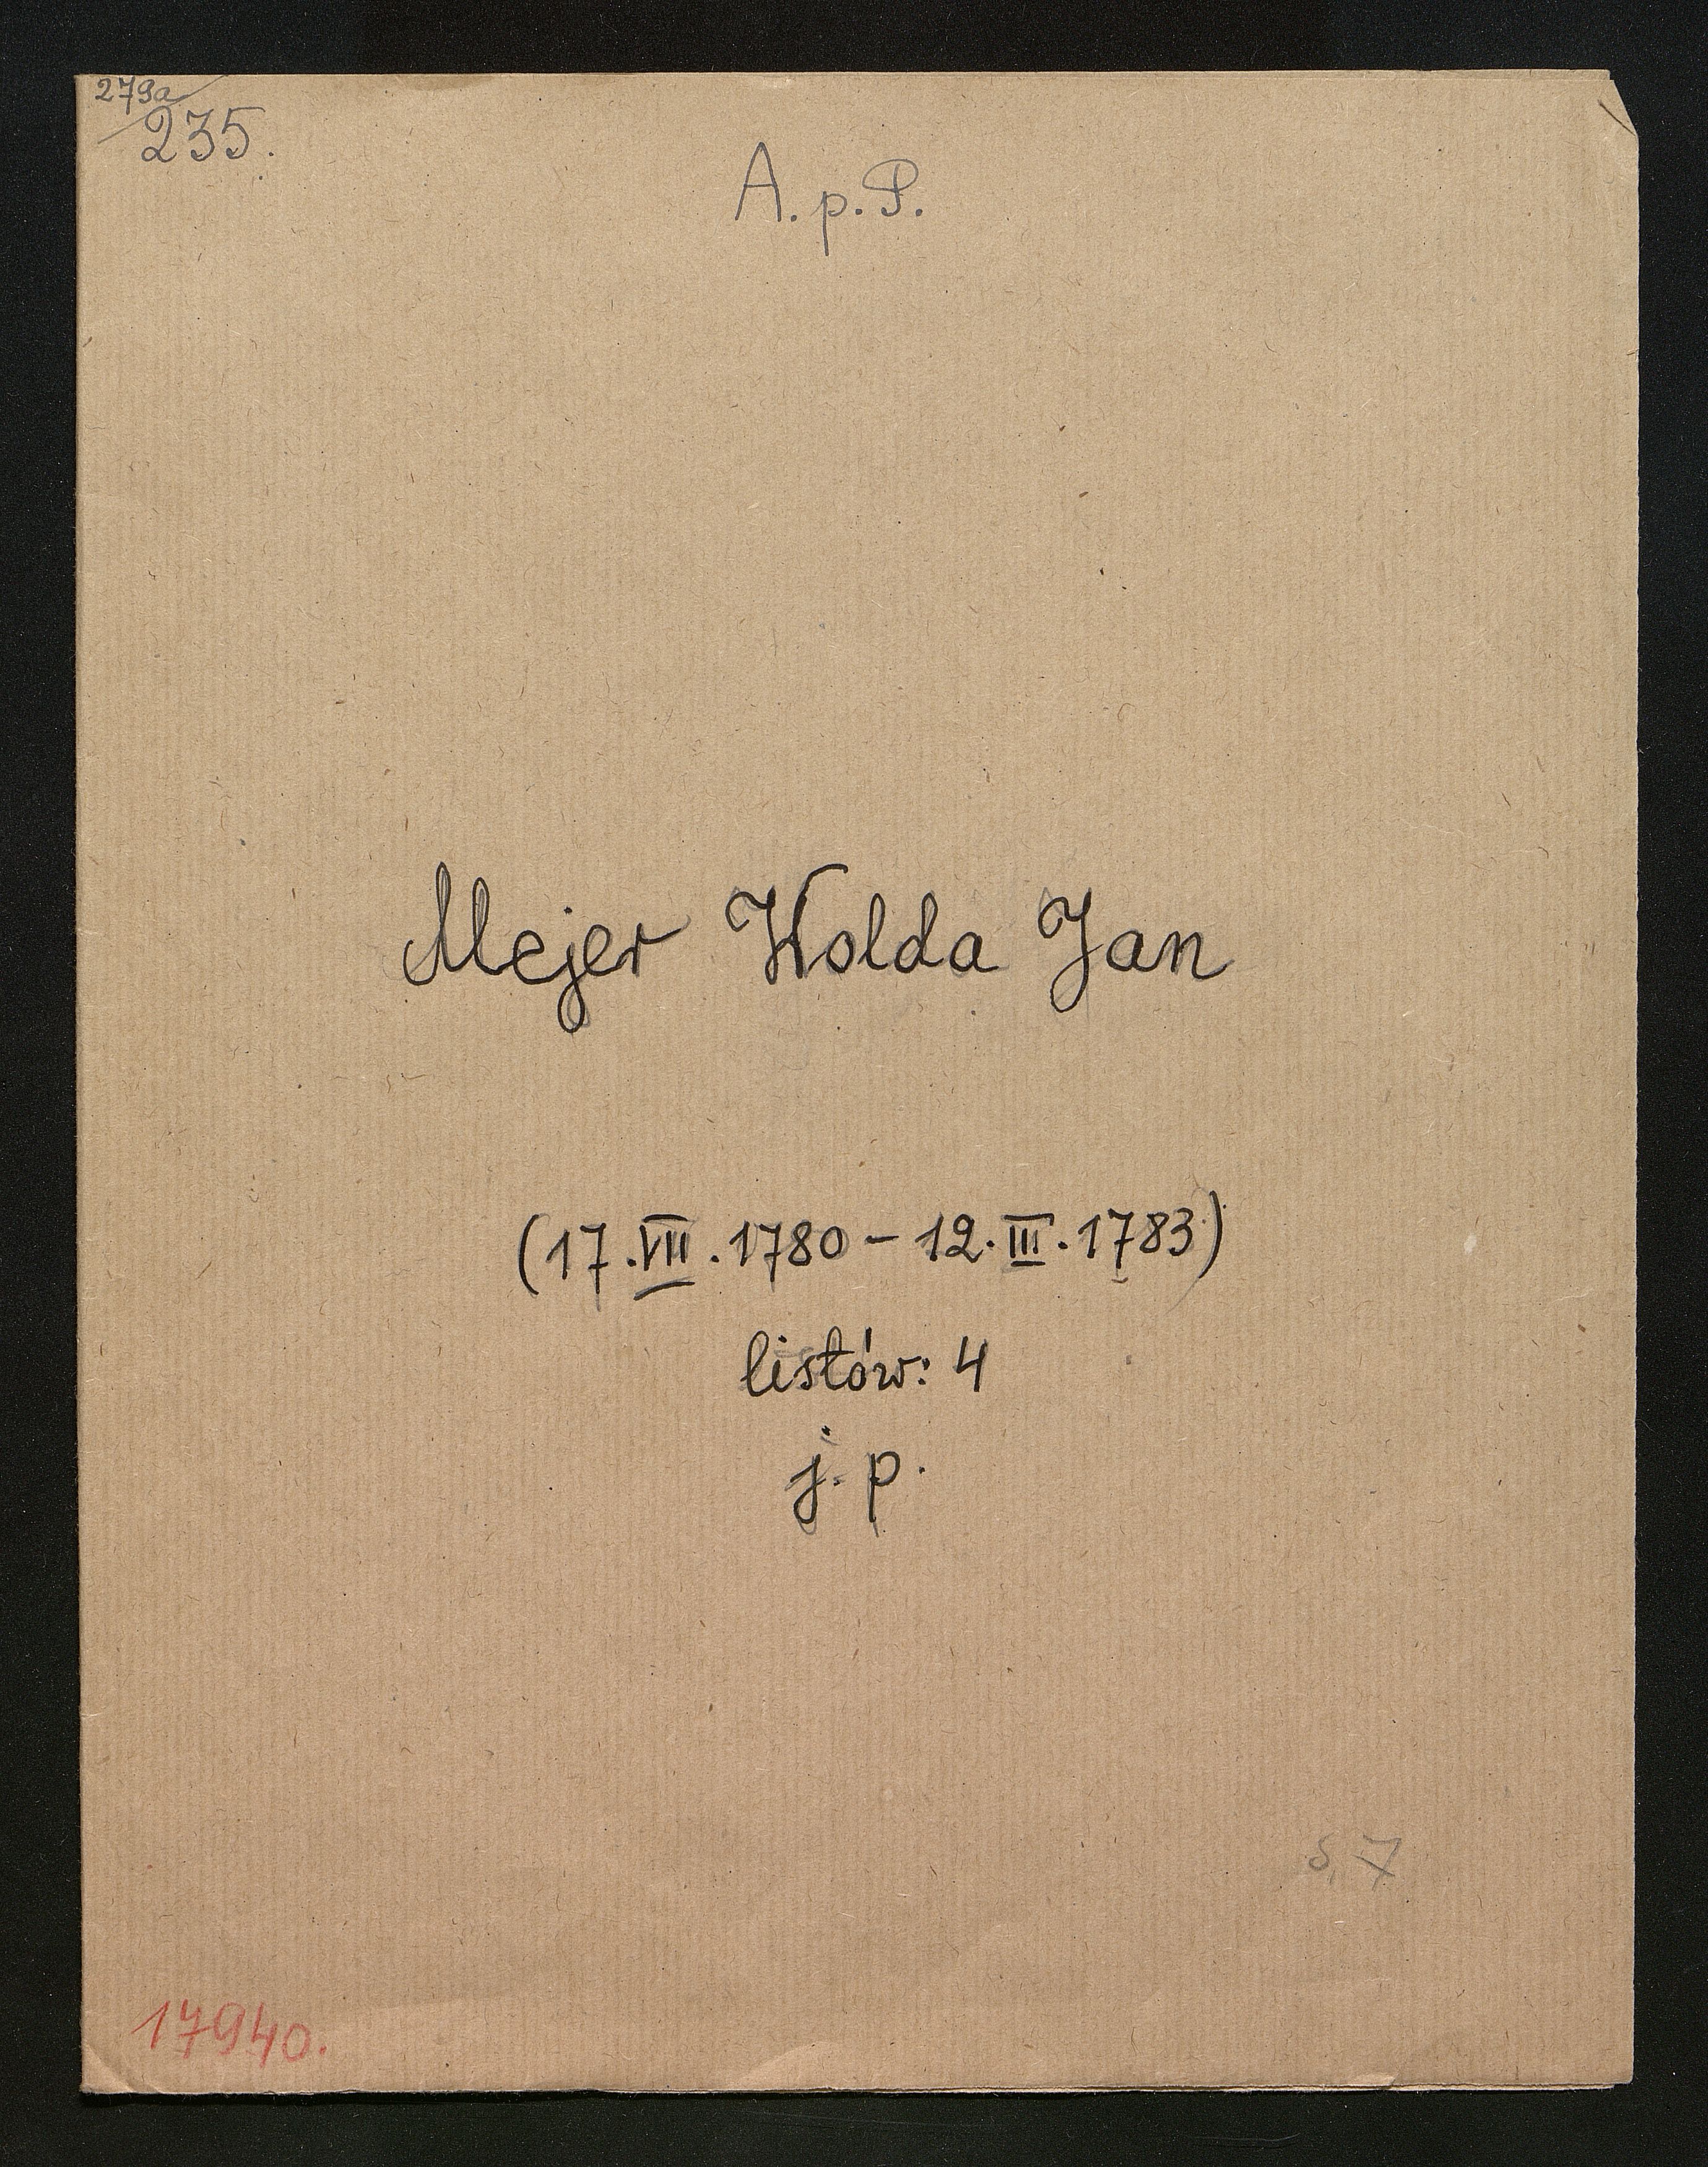 279a
235.
A. p. P.
Mejer Wolda Jan
(17.VII.1780 - 12.III.1783)
listów: 4
j. p.
s. 7
17940.